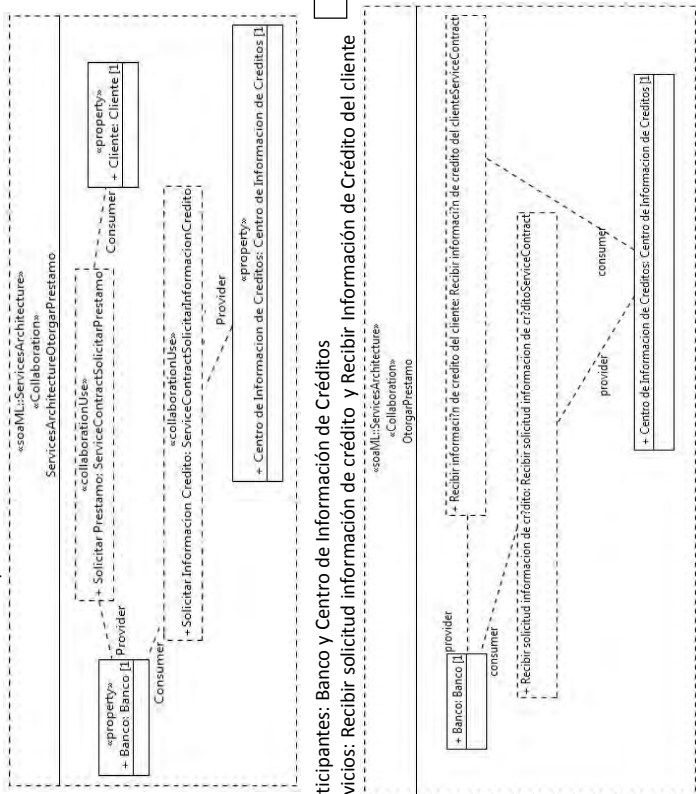 «soaML::ServicesArchitecture»
«Collaboration»
ServicesArchitectureOtorgarPrestamo
«collaborationUse»
+ Solicitar Prestamo: ServiceContractSolicitarPrestamo
«property»
+ Cliente: Cliente [1
«property»
+ Banco: Banco [1
Provider
Consumer
Consumer
«collaborationUse»
+ Solicitar Informacion Credito: ServiceContractSolicitarInformacionCredito
Provider
«property»
+ Centro de Informacion de Creditos: Centro de Informacion de Creditos [1
ticipantes: Banco y Centro de Información de Créditos
vicios: Recibir solicitud información de crédito y Recibir Información de Crédito del cliente
«soaML::ServicesArchitecture»
«Collaboration»
OtorgarPrestamo
+ Recibir informaci?n de credito del cliente: Recibir informaci?n de credito del clienteServiceContract
provider
+ Banco: Banco [1
consumer
+ Recibir solicitud informacion de cr?dito: Recibir solicitud informacion de cr?ditoServiceContract
consumer
provider
+ Centro de Informacion de Creditos: Centro de Informacion de Creditos [1